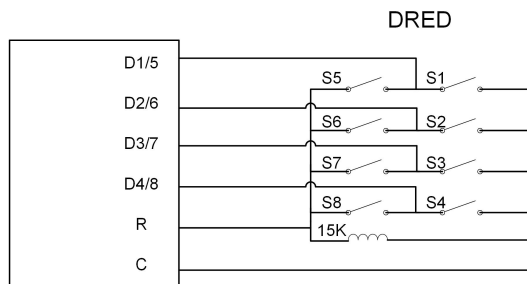 DRED
D1/5
S5 S1
D2/6
S6 S2
D3/7
S7 S3
D4/8
S8 S4
R
15K
C